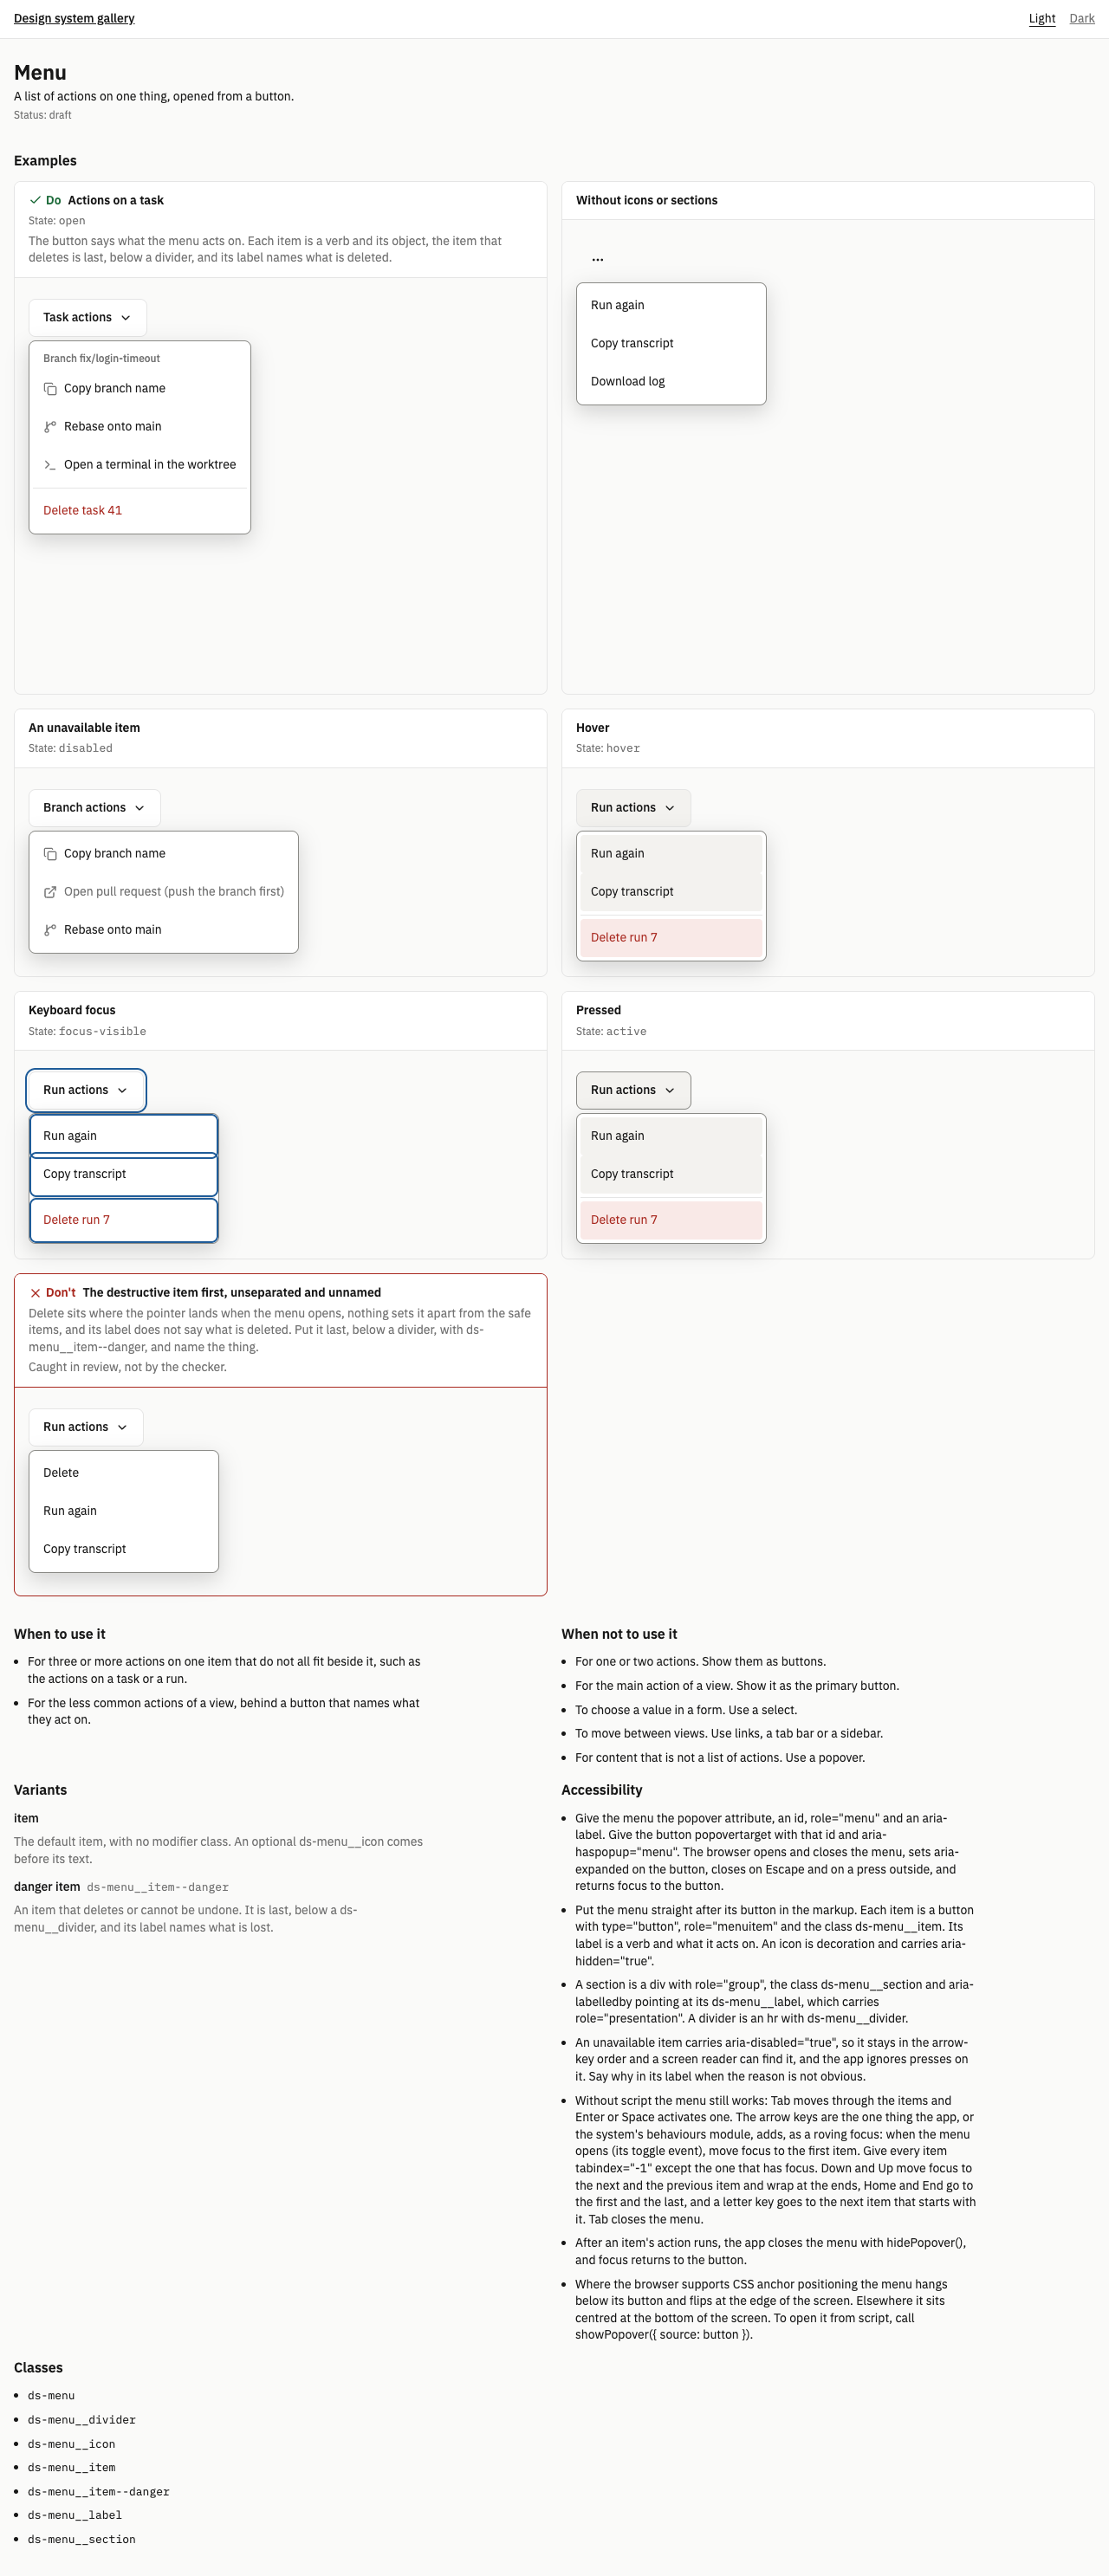 Design system gallery
Light Dark
Menu
A list of actions on one thing, opened from a button.
Status: draft
Examples
Do Actions on a task
State: open
The button says what the menu acts on. Each item is a verb and its object, the item that
deletes is last, below a divider, and its label names what is deleted.
Task actions
Branch fix/login-timeout
Copy branch name
Rebase onto main
Open a terminal in the worktree
Delete task 41
Without icons or sections
...
Run again
Copy transcript
Download log
An unavailable item
State: disabled
Branch actions
Copy branch name
Open pull request (push the branch first)
Rebase onto main
Hover
State: hover
Run actions
Run again
Copy transcript
Delete run 7
Keyboard focus
State: focus-visible
Run actions
Run again
Copy transcript
Delete run 7
Pressed
State: active
Run actions
Run again
Copy transcript
Delete run 7
Don't The destructive item first, unseparated and unnamed
Delete sits where the pointer lands when the menu opens, nothing sets it apart from the safe
items, and its label does not say what is deleted. Put it last, below a divider, with ds-
menu__item--danger, and name the thing.
Caught in review, not by the checker.
Run actions
Delete
Run again
Copy transcript
When to use it
For three or more actions on one item that do not all fit beside it, such as
the actions on a task or a run.
For the less common actions of a view, behind a button that names what
they act on.
When not to use it
For one or two actions. Show them as buttons.
For the main action of a view. Show it as the primary button.
To choose a value in a form. Use a select.
To move between views. Use links, a tab bar or a sidebar.
For content that is not a list of actions. Use a popover.
Variants
item
The default item, with no modifier class. An optional ds-menu__icon comes
before its text.
danger item ds-menu__item--danger
An item that deletes or cannot be undone. It is last, below a ds-
menu__divider, and its label names what is lost.
Accessibility
Give the menu the popover attribute, an id, role="menu" and an aria-
label. Give the button popovertarget with that id and aria-
haspopup="menu". The browser opens and closes the menu, sets aria-
expanded on the button, closes on Escape and on a press outside, and
returns focus to the button.
Put the menu straight after its button in the markup. Each item is a button
with type="button", role="menuitem" and the class ds-menu__item. Its
label is a verb and what it acts on. An icon is decoration and carries aria-
hidden="true".
A section is a div with role="group", the class ds-menu__section and aria-
labelledby pointing at its ds-menu__label, which carries
role="presentation". A divider is an hr with ds-menu__divider.
An unavailable item carries aria-disabled="true", so it stays in the arrow-
key order and a screen reader can find it, and the app ignores presses on
it. Say why in its label when the reason is not obvious.
Without script the menu still works: Tab moves through the items and
Enter or Space activates one. The arrow keys are the one thing the app, or
the system's behaviours module, adds, as a roving focus: when the menu
opens (its toggle event), move focus to the first item. Give every item
tabindex="-1" except the one that has focus. Down and Up move focus to
the next and the previous item and wrap at the ends, Home and End go to
the first and the last, and a letter key goes to the next item that starts with
it. Tab closes the menu.
After an item's action runs, the app closes the menu with hidePopover(),
and focus returns to the button.
Where the browser supports CSS anchor positioning the menu hangs
below its button and flips at the edge of the screen. Elsewhere it sits
centred at the bottom of the screen. To open it from script, call
showPopover({ source: button }).
Classes
ds-menu
ds-menu__divider
ds-menu__icon
ds-menu__item
ds-menu__item--danger
ds-menu__label
ds-menu__section